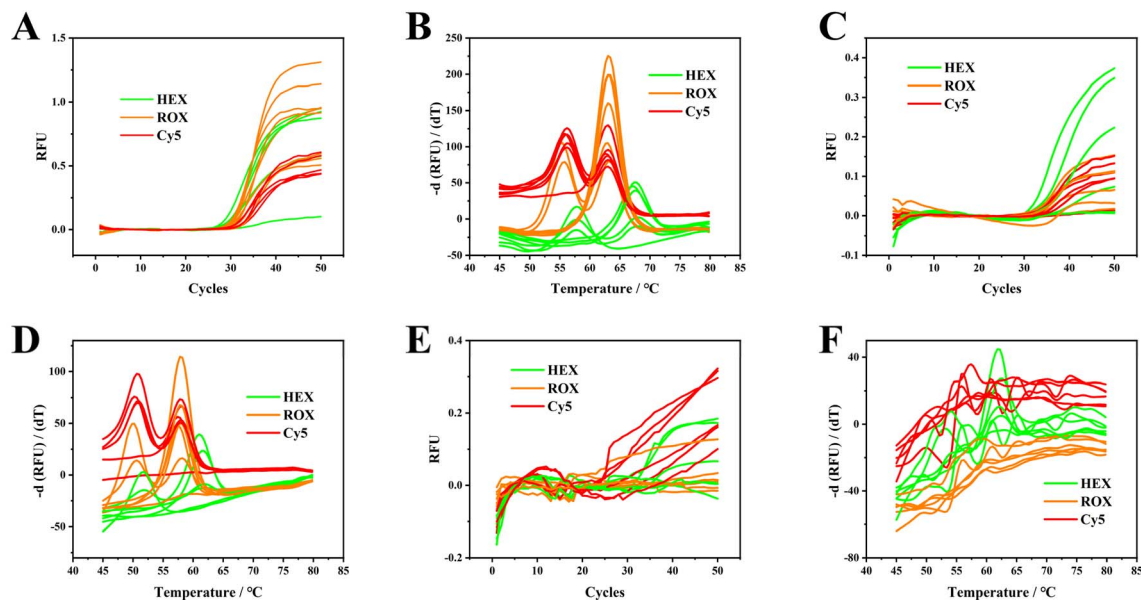 A
RFU
1.5
1.0
0.5
0.0
HEX
ROX
Cy5
0 10 20 30 40 50
Cycles
B
-d (RFU) / (dT)
250
200
150
100
50
0
-50
HEX
ROX
Cy5
40 45 50 55 60 65 70 75 80 85
Temperature / °C
C
RFU
0.4
0.3
0.2
0.1
0.0
-0.1
HEX
ROX
Cy5
0 10 20 30 40 50
Cycles
D
-d (RFU) / (dT)
100
50
0
-50
HEX
ROX
Cy5
40 45 50 55 60 65 70 75 80 85
Temperature / °C
E
RFU
0.4
0.2
0.0
-0.2
HEX
ROX
Cy5
0 10 20 30 40 50
Cycles
F
-d (RFU) / (dT)
40
0
-40
-80
HEX
ROX
Cy5
40 45 50 55 60 65 70 75 80 85
Temperature / °C